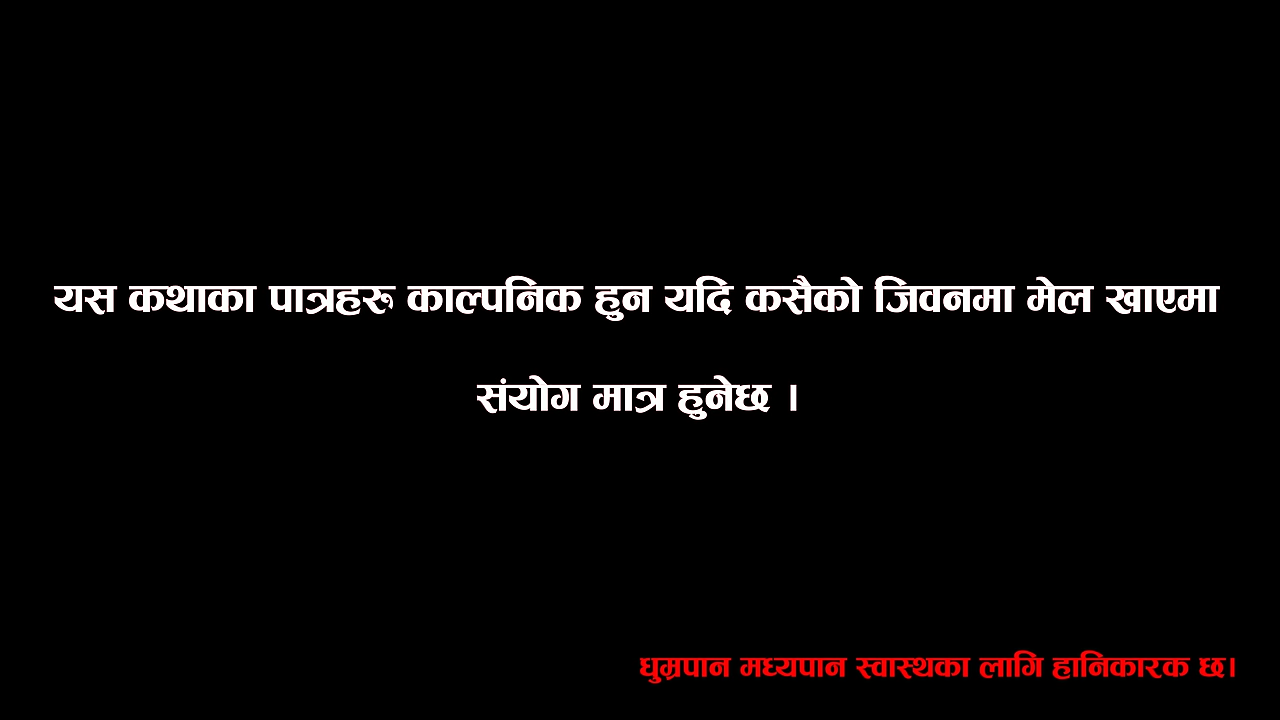 यस कथाका पात्रहरू काल्पनिक हुन यदि कसैको जिवनमा मेल खाएमा
संयोग मात्र हुनेछ ।
धुम्रपान मध्यपान स्वास्थका लागि हानिकारक छ।